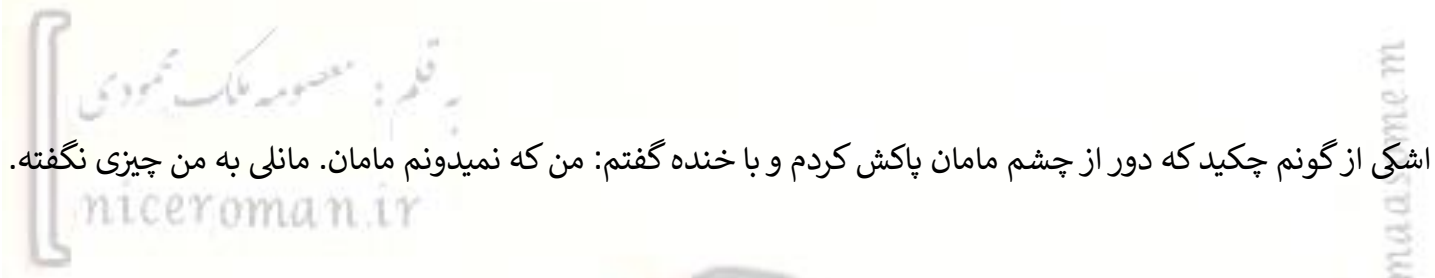 به قلم: معصومه ملک محمودی
اشکی از گونم چکید که دور از چشم مامان پاکش کردم و با خنده گفتم: من که نمیدونم مامان. مانلی به من چیزی نگفته.
niceroman.ir